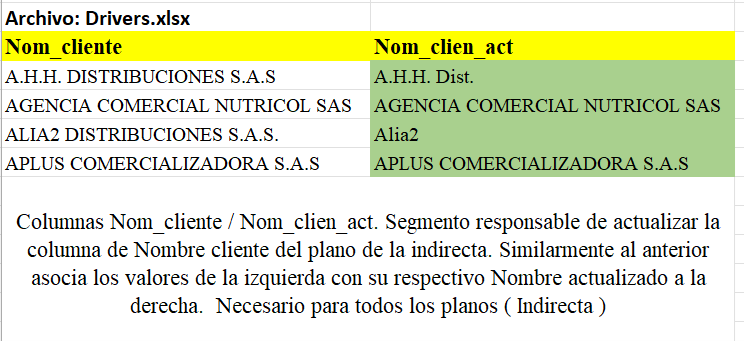 Archivo: Drivers.xlsx
Nom_cliente Nom_clien_act
A.H.H. DISTRIBUCIONES S.A.S A.H.H. Dist.
AGENCIA COMERCIAL NUTRICOL SAS AGENCIA COMERCIAL NUTRICOL SAS
ALIA2 DISTRIBUCIONES S.A.S. Alia2
APLUS COMERCIALIZADORA S.A.S APLUS COMERCIALIZADORA S.A.S
Columnas Nom_cliente / Nom_clien_act. Segmento responsable de actualizar la
columna de Nombre cliente del plano de la indirecta. Similarmente al anterior
asocia los valores de la izquierda con su respectivo Nombre actualizado a la
derecha. Necesario para todos los planos ( Indirecta )